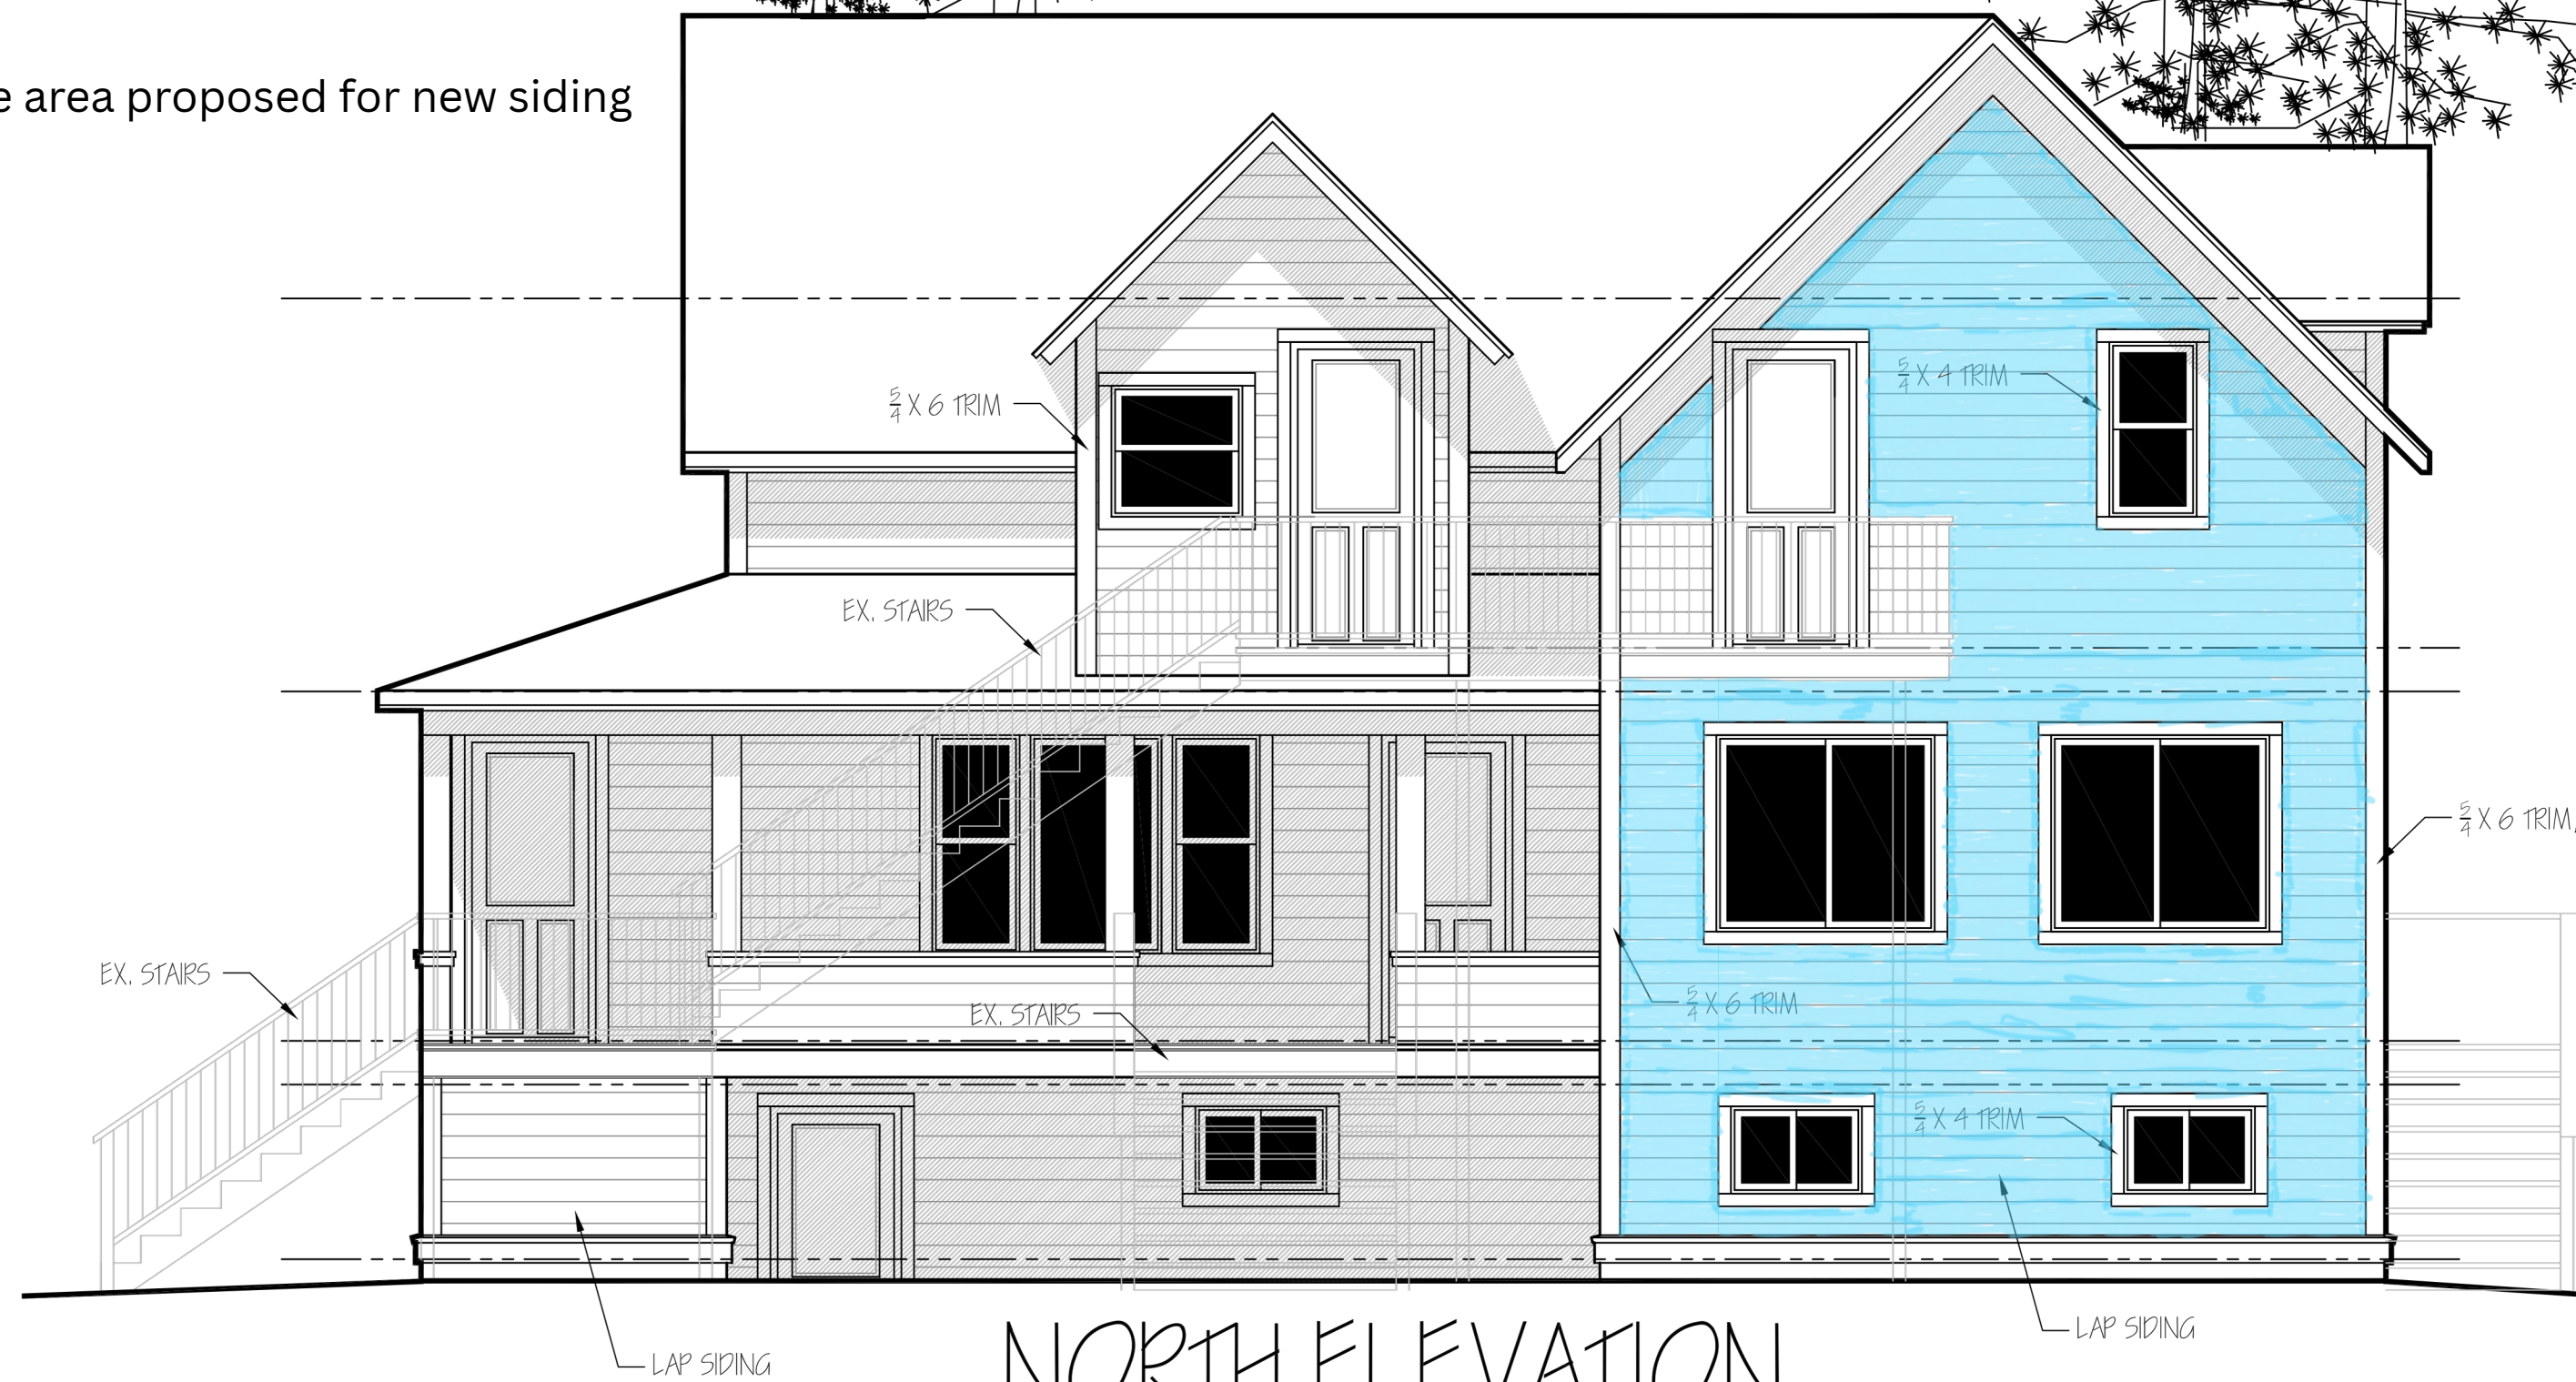 e area proposed for new siding
5/4 X 4 TRIM
5/4 X 6 TRIM
EX. STAIRS
5/4 X 6 TRIM,
EX. STAIRS
5/4 X 6 TRIM
EX. STAIRS
5/4 X 4 TRIM
LAP SIDING
LAP SIDING
NORTH ELEVATION